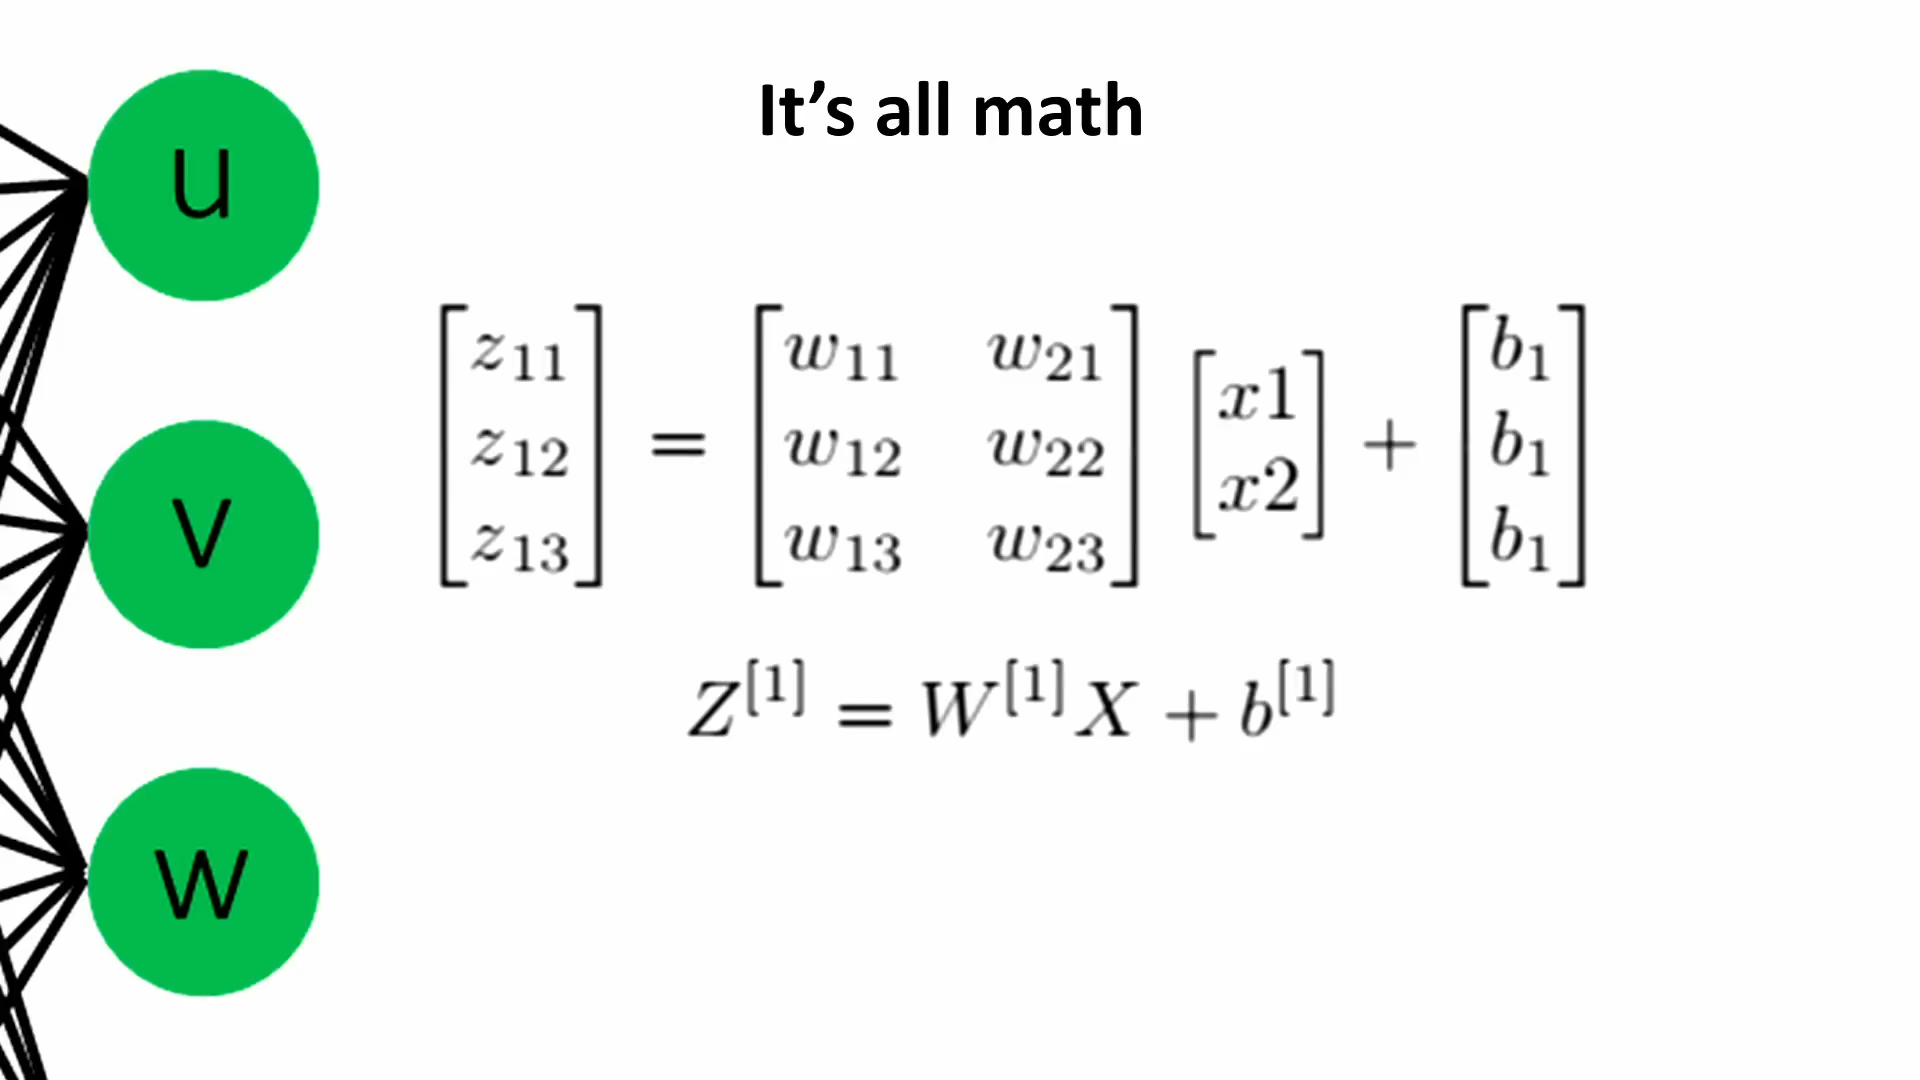 It’s all math
U
V
W
[z11 z12 z13] = [w11 w21 w12 w22 w13 w23] [x1 x2] + [b1 b1 b1]
Z^[1] = W^[1]X + b^[1]